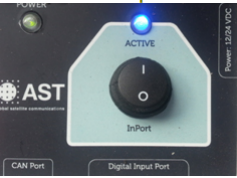 POWER
ACTIVE
I
O
InPort
AST
global satellite communications
Power: 12/24 VDC
CAN Port
Digital Input Port